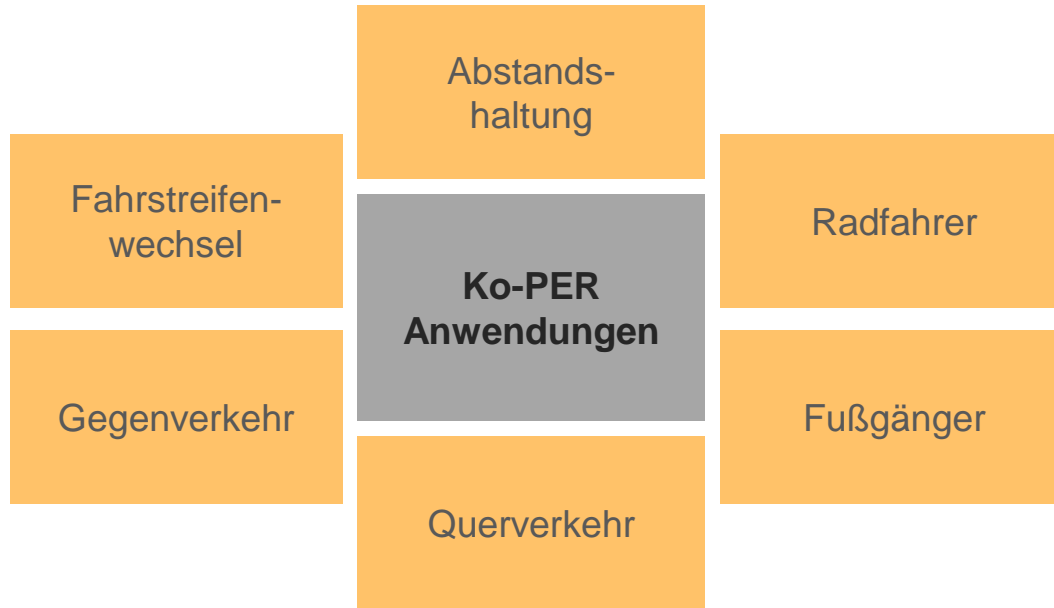 Abstands-
haltung
Fahrstreifen-
wechsel
Radfahrer
Ko-PER
Anwendungen
Gegenverkehr
Fußgänger
Querverkehr